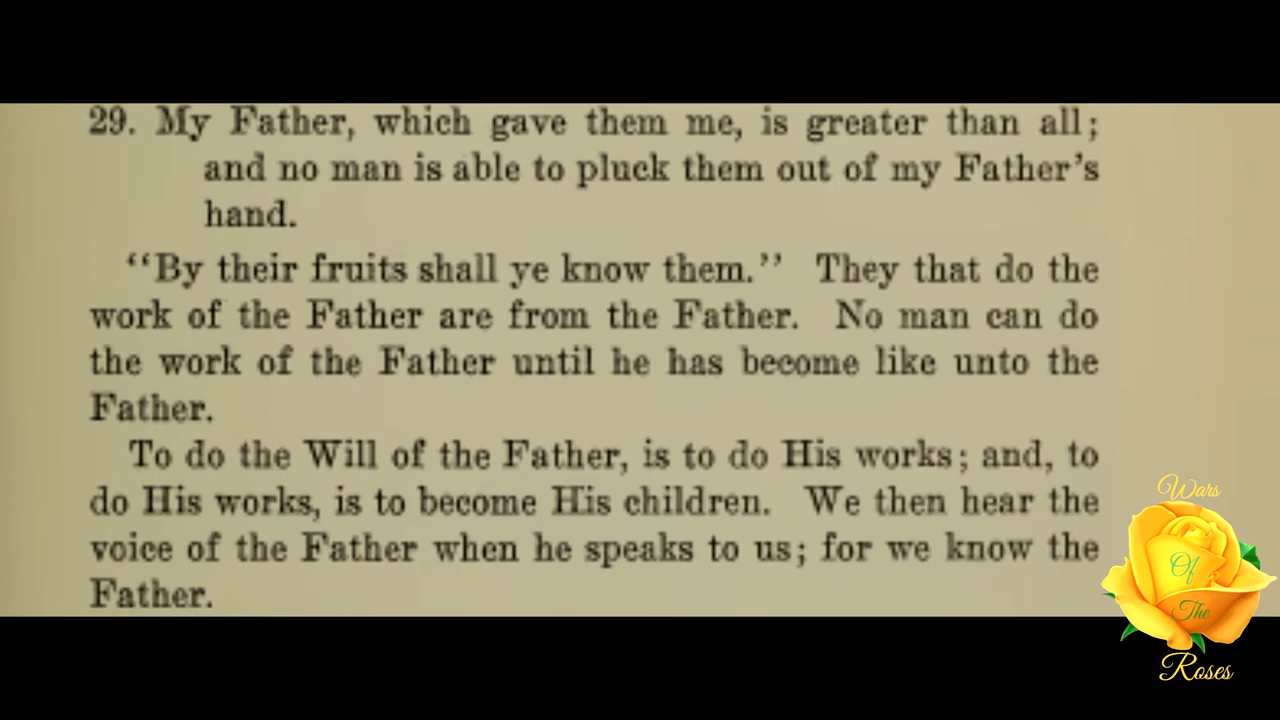 29. My Father, which gave them me, is greater than all;
and no man is able to pluck them out of my Father's
hand.
“By their fruits shall ye know them.” They that do the
work of the Father are from the Father. No man can do
the work of the Father until he has become like unto the
Father.
To do the Will of the Father, is to do His works; and, to
do His works, is to become His children. We then hear the
voice of the Father when he speaks to us; for we know the
Father.
Wars
Of
The
Roses